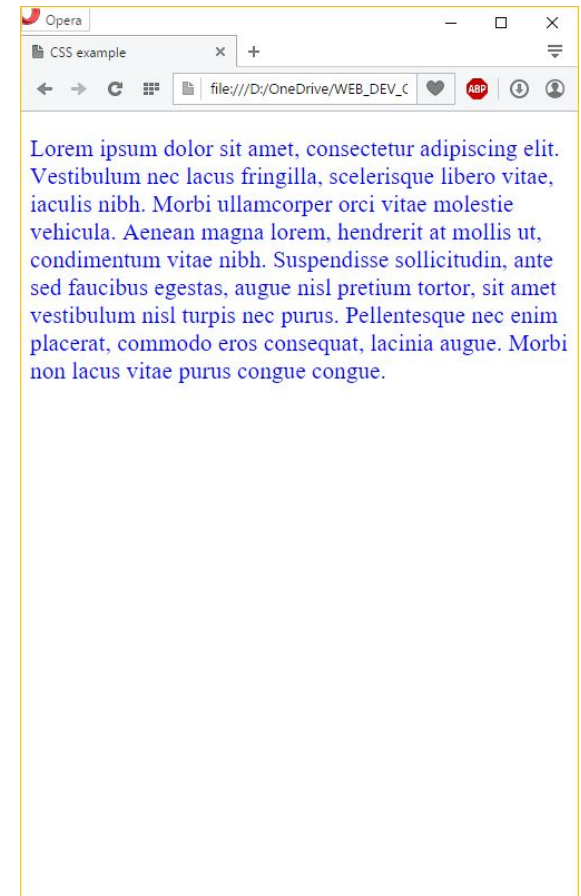 Opera
CSS example
file:///D:/OneDrive/WEB_DEV_C
ABP
Lorem ipsum dolor sit amet, consectetur adipiscing elit.
Vestibulum nec lacus fringilla, scelerisque libero vitae,
iaculis nibh. Morbi ullamcorper orci vitae molestie
vehicula. Aenean magna lorem, hendrerit at mollis ut,
condimentum vitae nibh. Suspendisse sollicitudin, ante
sed faucibus egestas, augue nisl pretium tortor, sit amet
vestibulum nisl turpis nec purus. Pellentesque nec enim
placerat, commodo eros consequat, lacinia augue. Morbi
non lacus vitae purus congue congue.